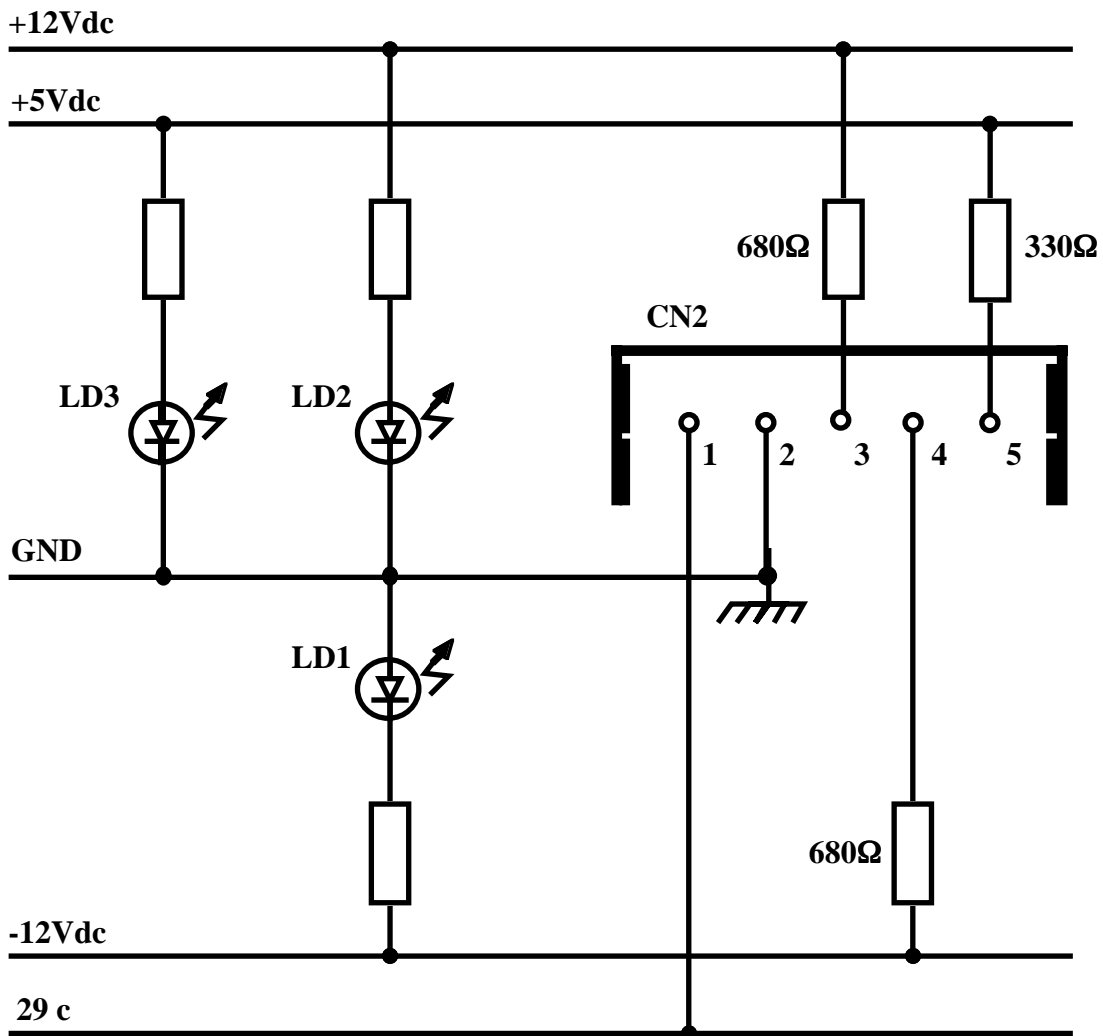 +12Vdc
+5Vdc
680Ω
330Ω
CN2
LD3
LD2
1
2
3
4
5
GND
LD1
680Ω
-12Vdc
29 c